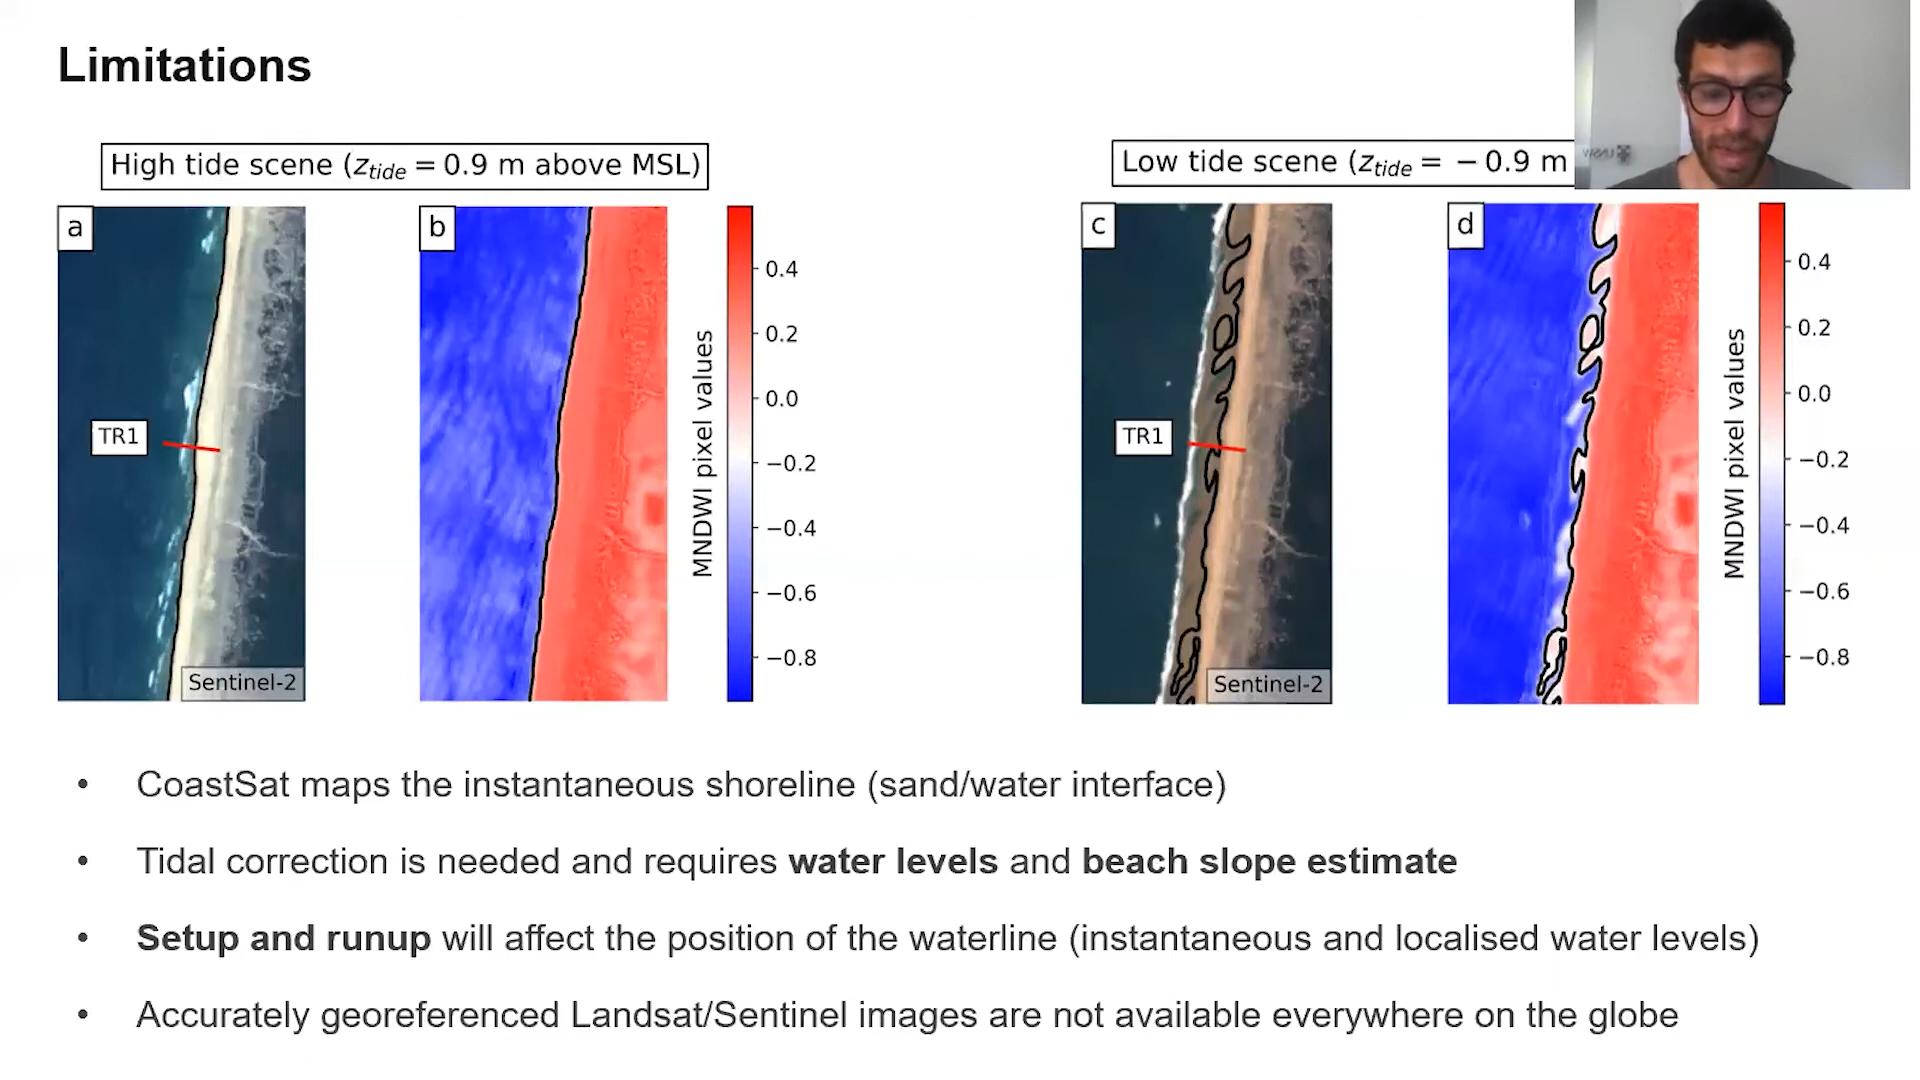 Limitations
High tide scene (z_tide = 0.9 m above MSL)
Low tide scene (z_tide = −0.9 m
UNSW
a
b
c
d
TR1
TR1
Sentinel-2
Sentinel-2
MNDWI pixel values
0.4
0.2
0.0
−0.2
−0.4
−0.6
−0.8
MNDWI pixel values
0.4
0.2
0.0
−0.2
−0.4
−0.6
−0.8
• CoastSat maps the instantaneous shoreline (sand/water interface)
• Tidal correction is needed and requires water levels and beach slope estimate
• Setup and runup will affect the position of the waterline (instantaneous and localised water levels)
• Accurately georeferenced Landsat/Sentinel images are not available everywhere on the globe